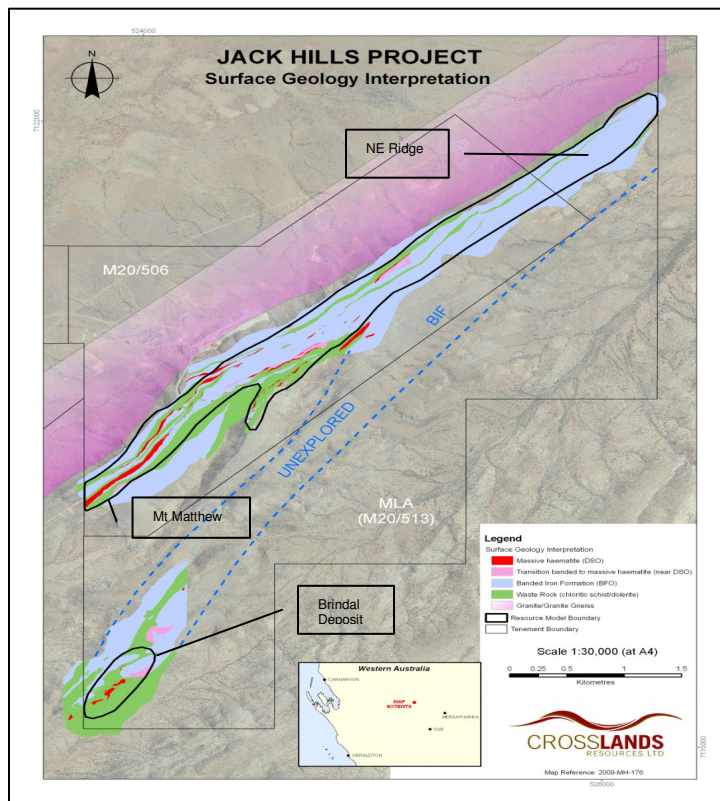 524000
JACK HILLS PROJECT
Surface Geology Interpretation
N
7122000
NE Ridge
M20/506
BIF
UNEXPLORED
Mt Matthew
MLA
(M20/513)
Brindal
Deposit
Legend
Surface Geology Interpretation
Massive haematite (DSO)
Transition banded to massive haematite (near DSO)
Banded Iron Formation (BFO)
Waste Rock (chloritic schist/dolerite)
Granite/Granite Gneiss
Resource Model Boundary
Tenement Boundary
Scale 1:30,000 (at A4)
0 0.25 0.5 1 1.5
Kilometres
Western Australia
CARNARVON
MAP
EXTENTS
MEEKATHARRA
CUE
GERALDTON
CROSSLANDS
RESOURCES LTD
Map Reference: 2009-MH-176
7115000
528000